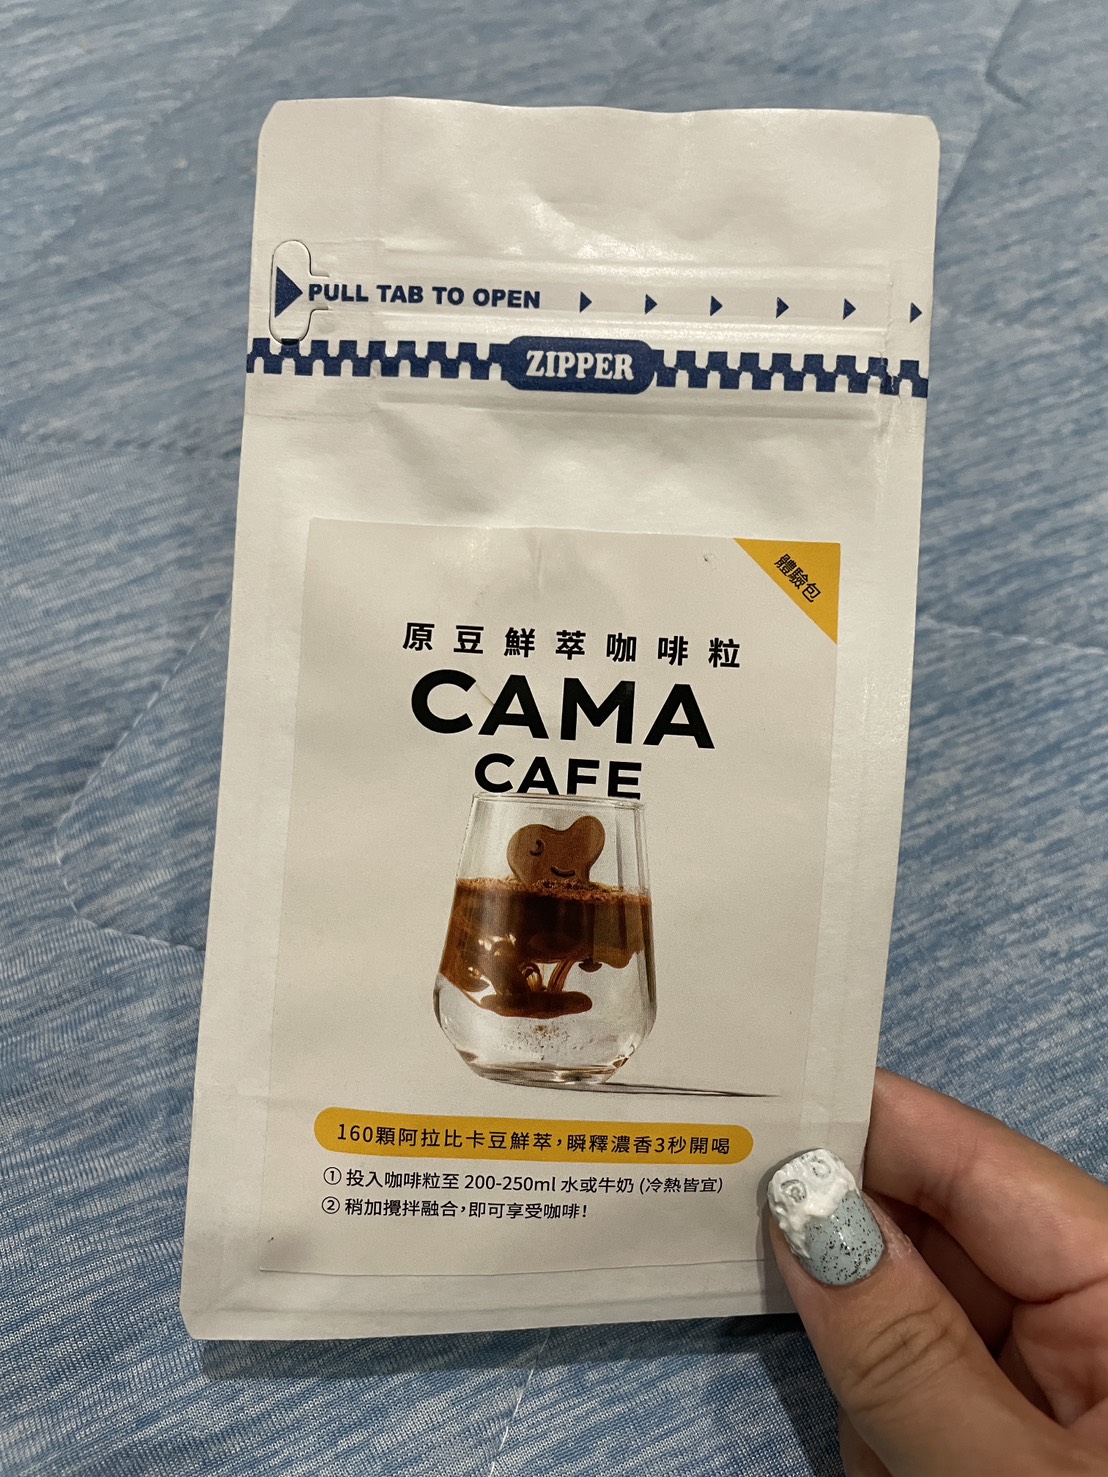 PULL TAB TO OPEN
ZIPPER
體驗包
原豆鮮萃咖啡粒
CAMA
CAFE
160顆阿拉比卡豆鮮萃，瞬釋濃香3秒開喝
① 投入咖啡粒至 200-250ml 水或牛奶 (冷熱皆宜)
② 稍加攪拌融合，即可享受咖啡！